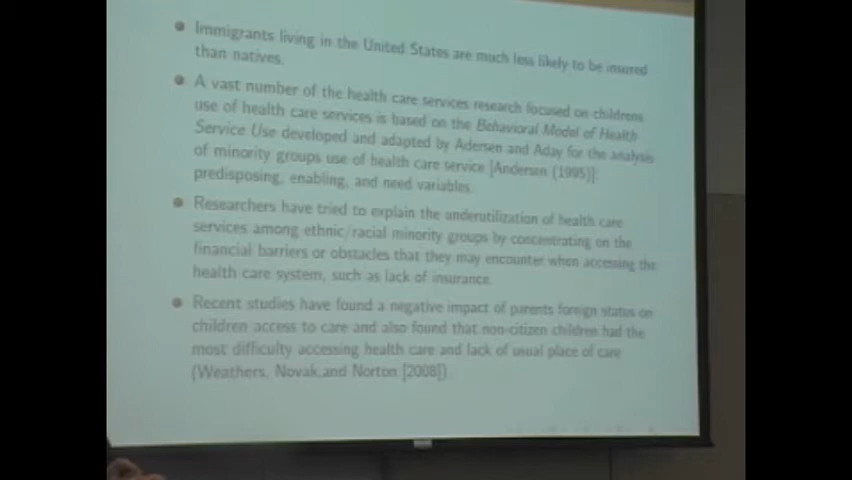 Immigrants living in the United States are much less likely to be insured
than natives.
A vast number of the health care services research focused on childrens
use of health care services is based on the Behavioral Model of Health
Service Use developed and adapted by Adersen and Aday for the analysis
of minority groups use of health care service [Andersen (1995)]:
predisposing, enabling, and need variables.
Researchers have tried to explain the underutilization of health care
services among ethnic/racial minority groups by concentrating on the
financial barriers or obstacles that they may encounter when accessing the
health care system, such as lack of insurance.
Recent studies have found a negative impact of parents foreign status on
children access to care and also found that non-citizen children had the
most difficulty accessing health care and lack of usual place of care
(Weathers, Novak,and Norton [2008]).